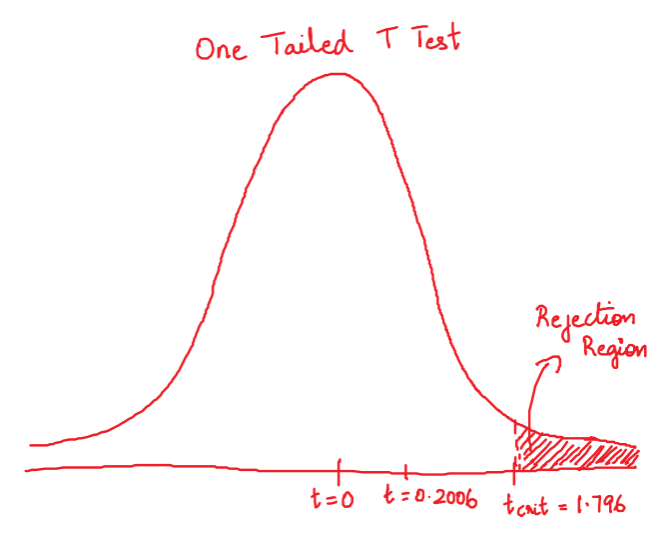 One Tailed T Test
Rejection
Region
t=0
t=0.2006
tcrit = 1.796